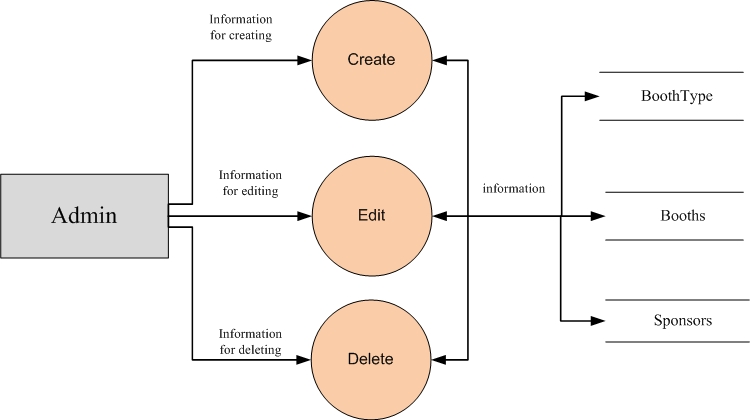 Information
for creating
Create
BoothType
Admin
Information
for editing
Edit
information
Booths
Information
for deleting
Delete
Sponsors